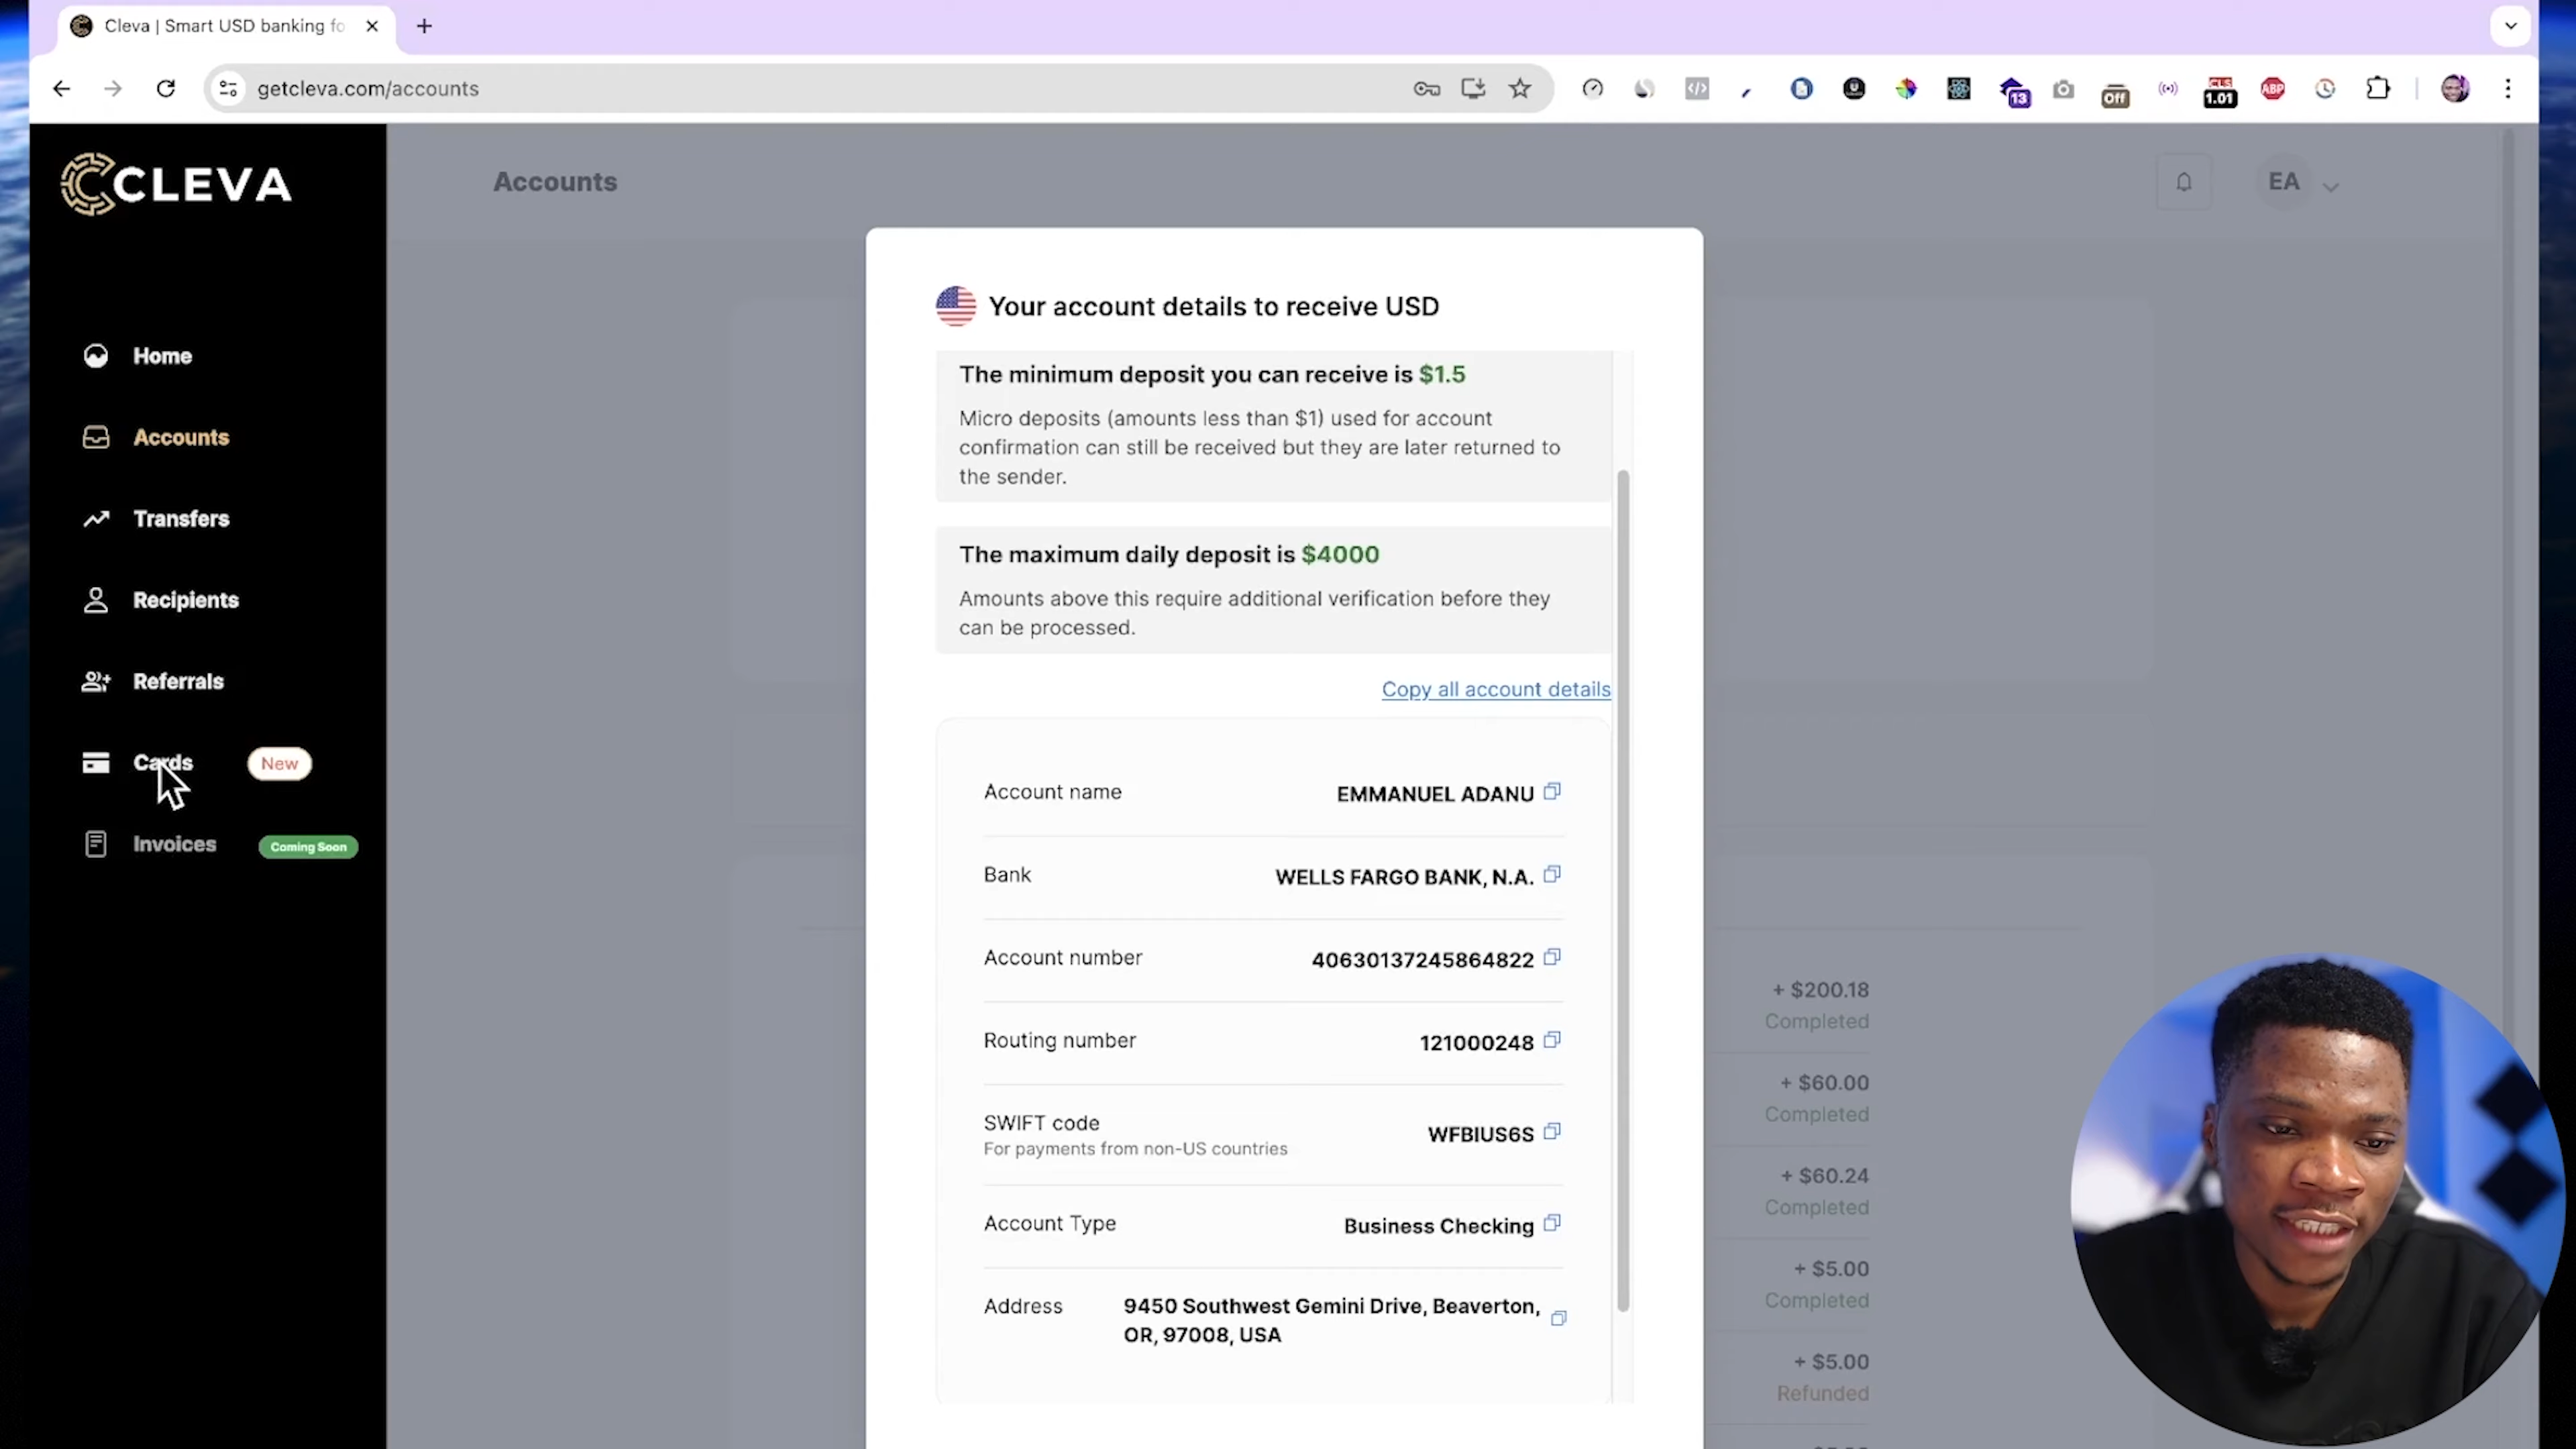 Cleva | Smart USD banking fo
getcleva.com/accounts
13
Off
CLS
1.01
ABP
CLEVA
Accounts
EA
Home
Accounts
Transfers
Recipients
Referrals
Cards New
Invoices Coming Soon
Your account details to receive USD
The minimum deposit you can receive is $1.5
Micro deposits (amounts less than $1) used for account
confirmation can still be received but they are later returned to
the sender.
The maximum daily deposit is $4000
Amounts above this require additional verification before they
can be processed.
Copy all account details
Account name EMMANUEL ADANU
Bank WELLS FARGO BANK, N.A.
Account number 40630137245864822
Routing number 121000248
SWIFT code WFBIUS6S
For payments from non-US countries
Account Type Business Checking
Address 9450 Southwest Gemini Drive, Beaverton,
OR, 97008, USA
+ $200.18
Completed
+ $60.00
Completed
+ $60.24
Completed
+ $5.00
Completed
+ $5.00
Refunded